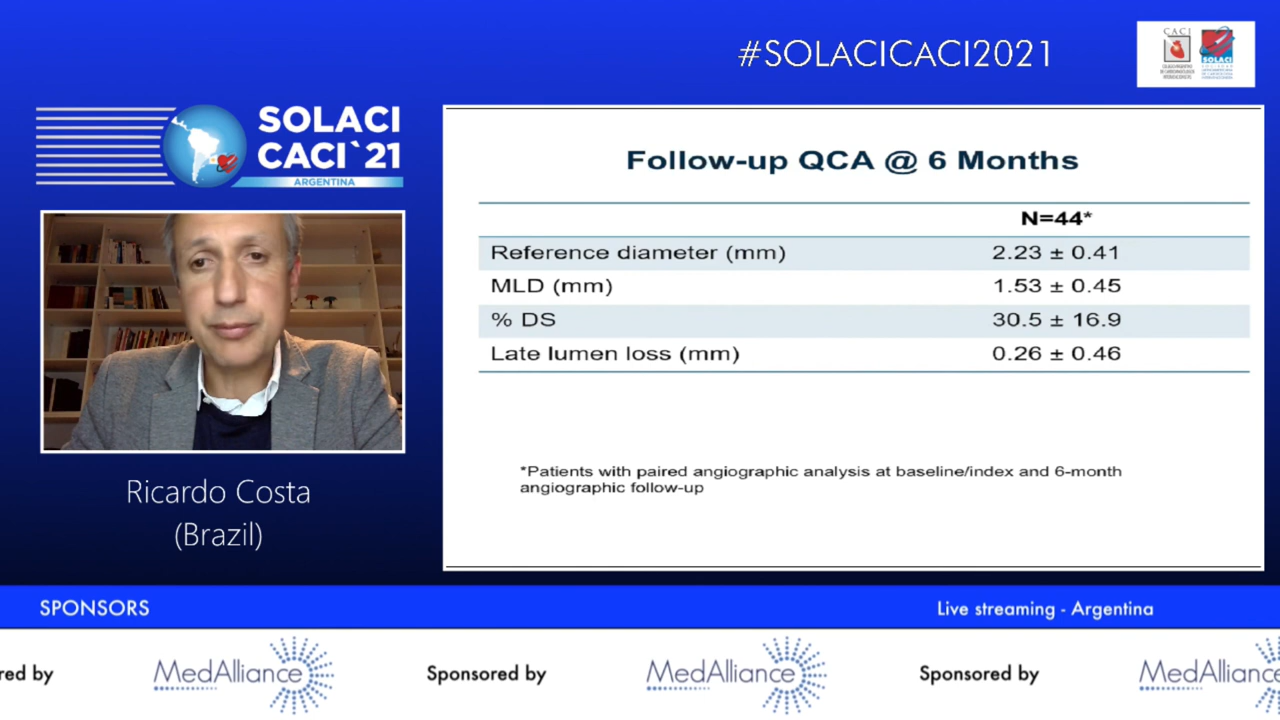 #SOLACICACI2021
CACI
SOLACI
SOLACI
CACI`21
ARGENTINA
Ricardo Costa
(Brazil)
Follow-up QCA @ 6 Months
N=44*
Reference diameter (mm) 2.23 ± 0.41
MLD (mm) 1.53 ± 0.45
% DS 30.5 ± 16.9
Late lumen loss (mm) 0.26 ± 0.46
*Patients with paired angiographic analysis at baseline/index and 6-month
angiographic follow-up
SPONSORS
Live streaming - Argentina
red by MedAlliance Sponsored by MedAlliance Sponsored by MedAlliance